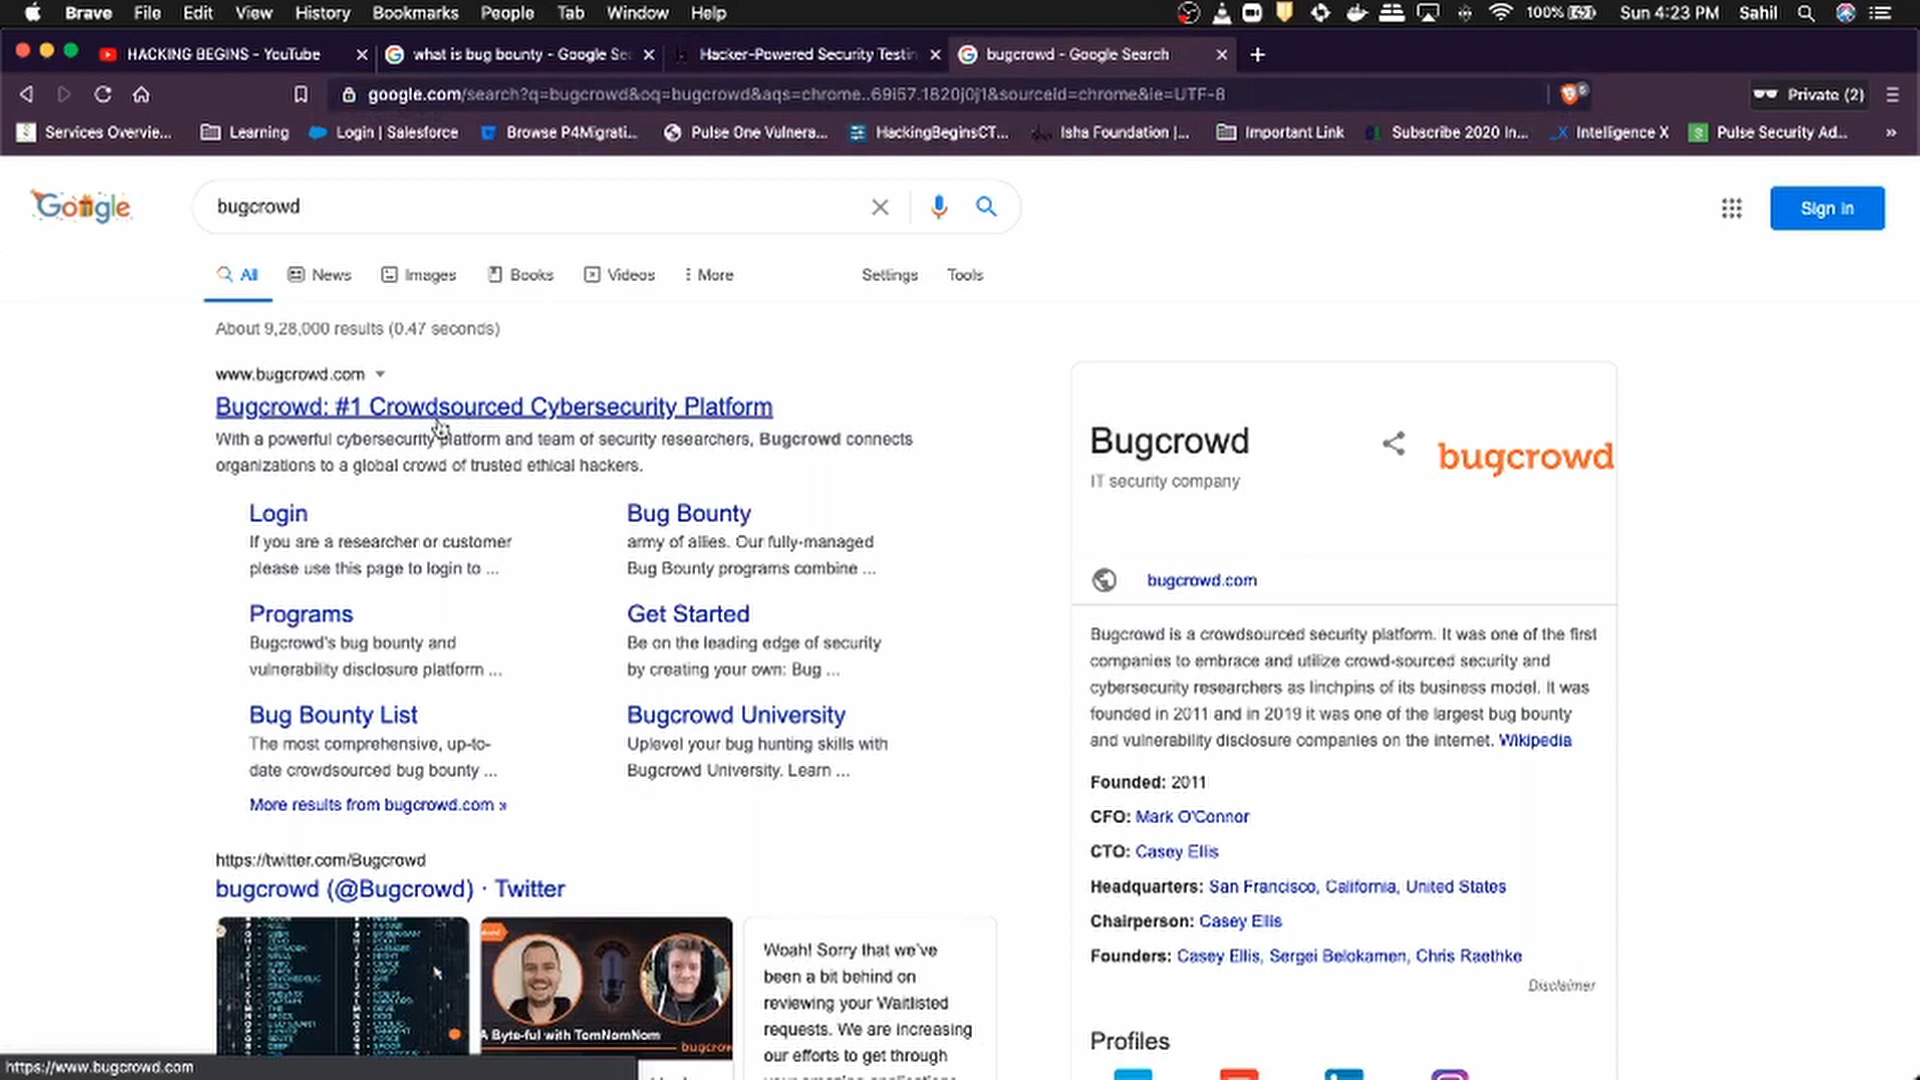 Brave File Edit View History Bookmarks People Tab Window Help 100% Sun 4:23 PM Sahil
HACKING BEGINS - YouTube
what is bug bounty - Google Se
Hacker-Powered Security Testin
bugcrowd - Google Search
google.com/search?q=bugcrowd&oq=bugcrowd&aqs=chrome..69i57.1820j0j1&sourceid=chrome&ie=UTF-8
Private (2)
Services Overvie... Learning Login | Salesforce Browse P4Migrati... Pulse One Vulnera... HackingBeginsCT... Isha Foundation |... Important Link Subscribe 2020 In... Intelligence X Pulse Security Ad... »
Google
bugcrowd
Sign in
All News Images Books Videos More Settings Tools
About 9,28,000 results (0.47 seconds)
www.bugcrowd.com
Bugcrowd: #1 Crowdsourced Cybersecurity Platform
With a powerful cybersecurity platform and team of security researchers, Bugcrowd connects
organizations to a global crowd of trusted ethical hackers.
Login
If you are a researcher or customer
please use this page to login to ...
Bug Bounty
army of allies. Our fully-managed
Bug Bounty programs combine ...
Programs
Bugcrowd's bug bounty and
vulnerability disclosure platform ...
Get Started
Be on the leading edge of security
by creating your own: Bug ...
Bug Bounty List
The most comprehensive, up-to-
date crowdsourced bug bounty ...
Bugcrowd University
Uplevel your bug hunting skills with
Bugcrowd University. Learn ...
More results from bugcrowd.com »
https://twitter.com/Bugcrowd
bugcrowd (@Bugcrowd) · Twitter
A Byte-ful with TomNomNom
bugcrow
Woah! Sorry that we've
been a bit behind on
reviewing your Waitlisted
requests. We are increasing
our efforts to get through
Bugcrowd
IT security company
bugcrowd
bugcrowd.com
Bugcrowd is a crowdsourced security platform. It was one of the first
companies to embrace and utilize crowd-sourced security and
cybersecurity researchers as linchpins of its business model. It was
founded in 2011 and in 2019 it was one of the largest bug bounty
and vulnerability disclosure companies on the internet. Wikipedia
Founded: 2011
CFO: Mark O'Connor
CTO: Casey Ellis
Headquarters: San Francisco, California, United States
Chairperson: Casey Ellis
Founders: Casey Ellis, Sergei Belokamen, Chris Raethke
Disclaimer
Profiles
https://www.bugcrowd.com